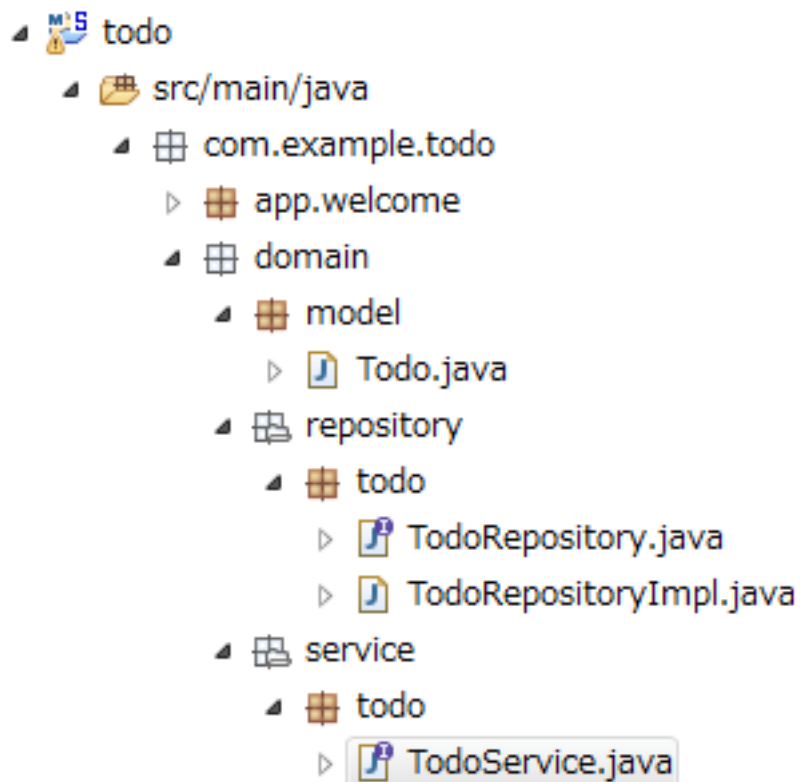 todo
src/main/java
com.example.todo
app.welcome
domain
model
Todo.java
repository
todo
TodoRepository.java
TodoRepositoryImpl.java
service
todo
TodoService.java